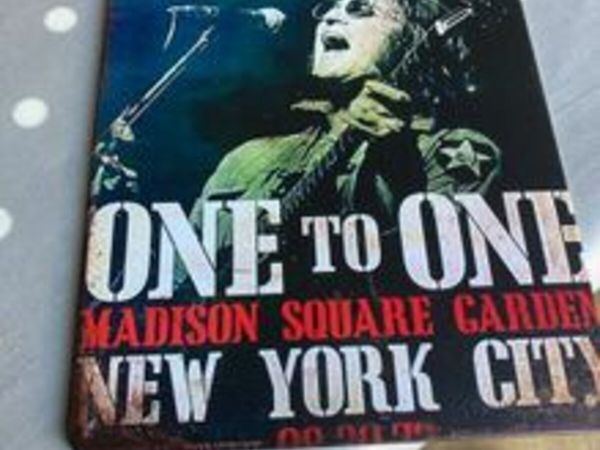 ONE TO ONE
MADISON SQUARE GARDEN
NEW YORK CITY